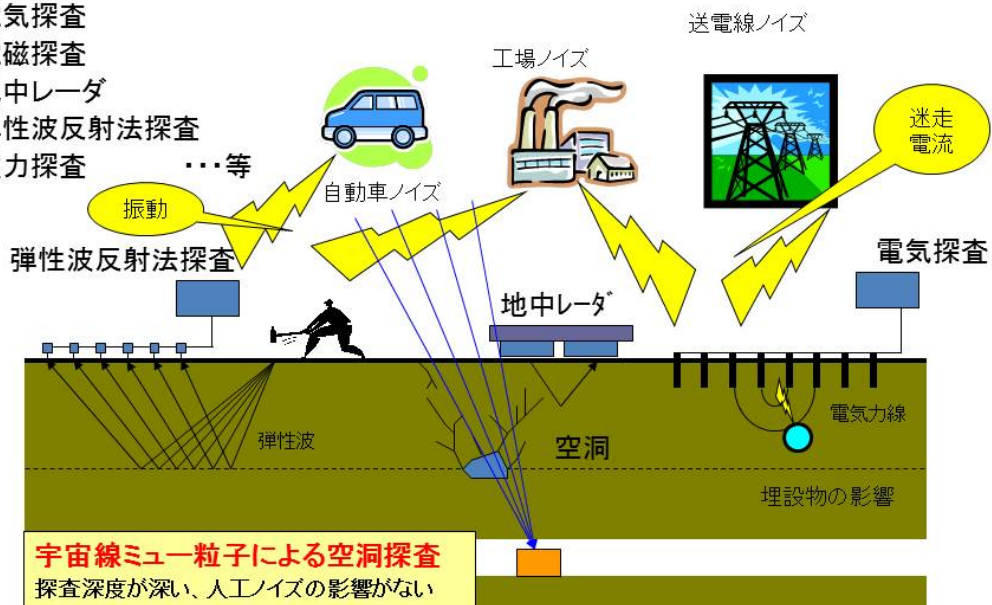 気探査
磁探査
中レーダ
性波反射法探査
力探査 ・・・等
送電線ノイズ
工場ノイズ
迷走
電流
自動車ノイズ
振動
弾性波反射法探査
電気探査
地中レーダ
弾性波
空洞
電気力線
埋設物の影響
宇宙線ミュー粒子による空洞探査
探査深度が深い、人工ノイズの影響がない